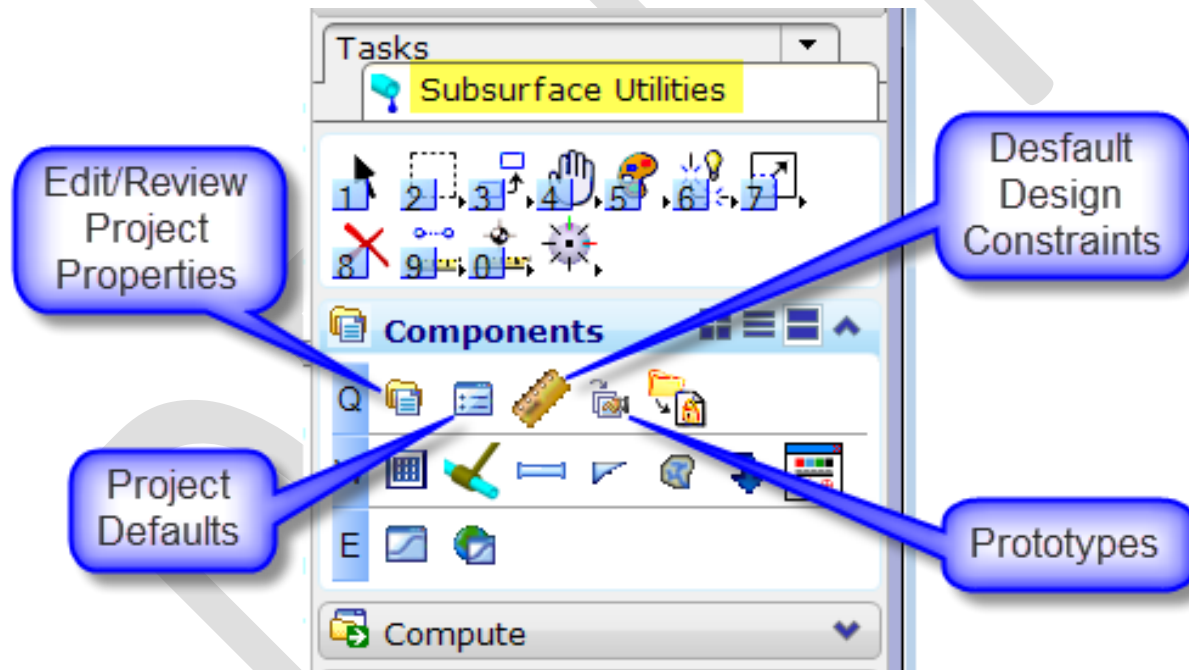 Tasks
Subsurface Utilities
1 2 3 4 5 6 7
8 9 0
Edit/Review
Project
Properties
Desfault
Design
Constraints
Components
Q
Project
Defaults
E
Prototypes
Compute